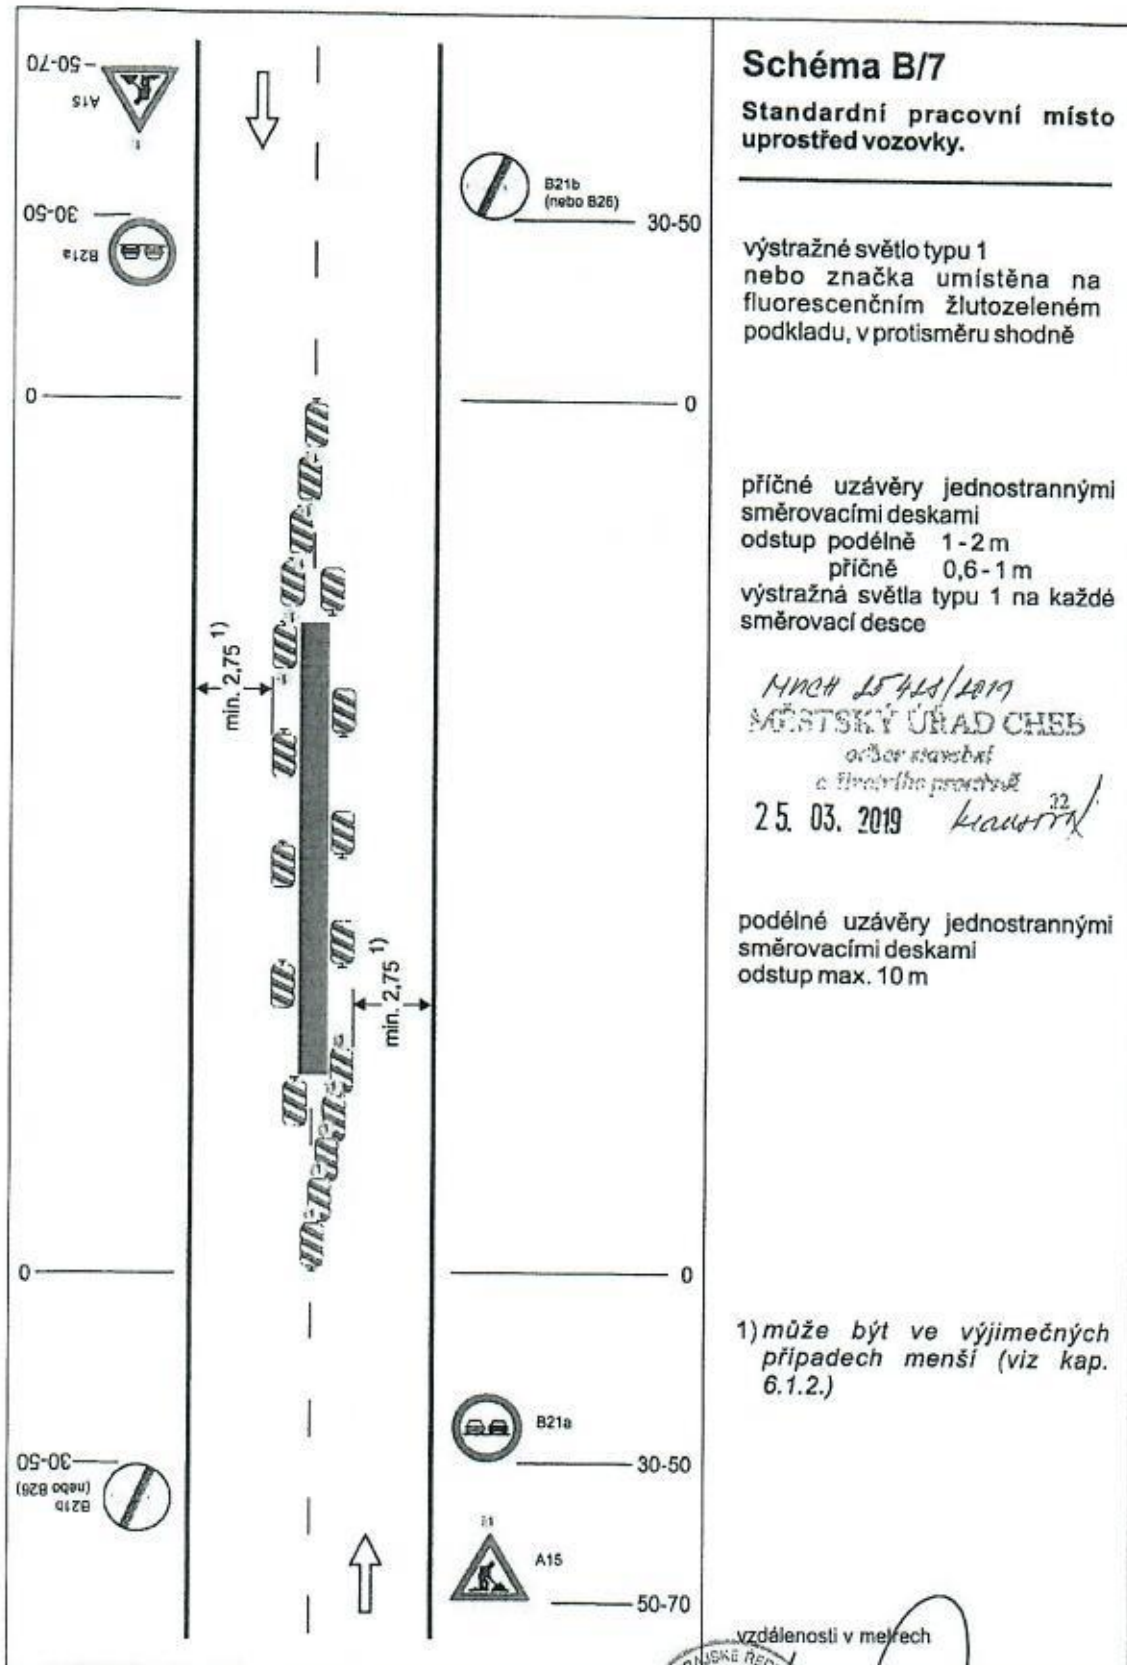 Schéma B/7
Standardní pracovní místo
uprostřed vozovky.
50-70
A15
30-50
B21a
B21b
(nebo B26)
30-50
výstražné světlo typu 1
nebo značka umístěna na
fluorescenčním žlutozeleném
podkladu, v protisměru shodně
0
0
příčné uzávěry jednostrannými
směrovacími deskami
odstup podélně 1-2 m
příčně 0,6-1 m
výstražná světla typu 1 na každé
směrovací desce
min. 2,75 1)
MĚSTSKÝ ÚŘAD CHEB
odbor stavební
a životního prostředí
25. 03. 2019
22
podélné uzávěry jednostrannými
směrovacími deskami
odstup max. 10 m
min. 2,75 1)
0
0
1) může být ve výjimečných
případech menší (viz kap.
6.1.2.)
B21a
30-50
30-50
B21b
(nebo B26)
A15
50-70
vzdálenosti v metrech